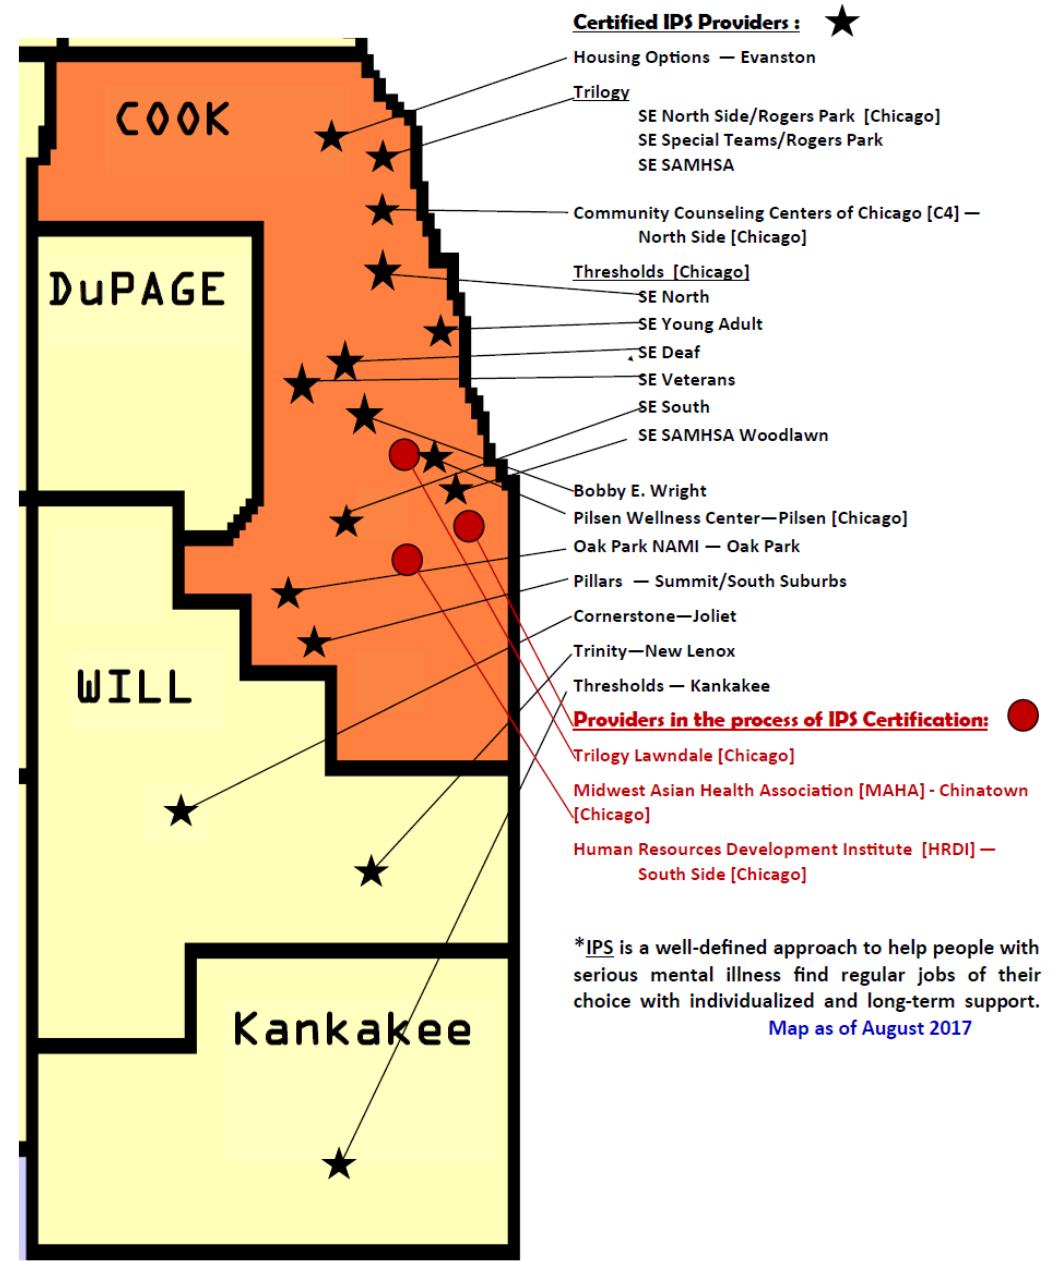 Certified IPS Providers :
Housing Options — Evanston
Trilogy
SE North Side/Rogers Park [Chicago]
SE Special Teams/Rogers Park
SE SAMHSA
Community Counseling Centers of Chicago [C4] —
North Side [Chicago]
Thresholds [Chicago]
SE North
SE Young Adult
SE Deaf
SE Veterans
SE South
SE SAMHSA Woodlawn
Bobby E. Wright
Pilsen Wellness Center—Pilsen [Chicago]
Oak Park NAMI — Oak Park
Pillars — Summit/South Suburbs
Cornerstone—Joliet
Trinity—New Lenox
Thresholds — Kankakee
Providers in the process of IPS Certification:
Trilogy Lawndale [Chicago]
Midwest Asian Health Association [MAHA] - Chinatown
[Chicago]
Human Resources Development Institute [HRDI] —
South Side [Chicago]
*IPS is a well-defined approach to help people with
serious mental illness find regular jobs of their
choice with individualized and long-term support.
Map as of August 2017
COOK
DuPAGE
WILL
Kankakee